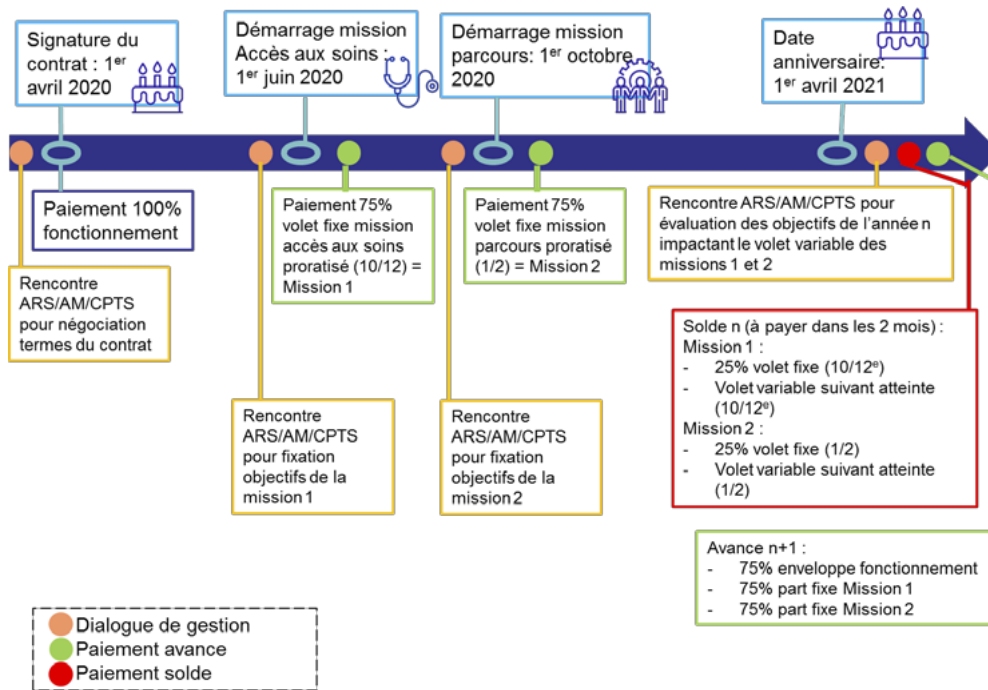 Signature du
contrat : 1er
avril 2020
Démarrage mission
Accès aux soins :
1er juin 2020
Démarrage mission
parcours: 1er octobre
2020
Date
anniversaire:
1er avril 2021
Paiement 100%
fonctionnement
Rencontre
ARS/AM/CPTS
pour négociation
termes du contrat
Paiement 75%
volet fixe mission
accès aux soins
proratisé (10/12) =
Mission 1
Rencontre
ARS/AM/CPTS
pour fixation
objectifs de la
mission 1
Paiement 75%
volet fixe mission
parcours proratisé
(1/2) = Mission 2
Rencontre
ARS/AM/CPTS
pour fixation
objectifs de la
mission 2
Rencontre ARS/AM/CPTS pour
évaluation des objectifs de l'année n
impactant le volet variable des
missions 1 et 2
Solde n (à payer dans les 2 mois) :
Mission 1 :
- 25% volet fixe (10/12e)
- Volet variable suivant atteinte
(10/12e)
Mission 2 :
- 25% volet fixe (1/2)
- Volet variable suivant atteinte
(1/2)
Avance n+1 :
- 75% enveloppe fonctionnement
- 75% part fixe Mission 1
- 75% part fixe Mission 2
Dialogue de gestion
Paiement avance
Paiement solde